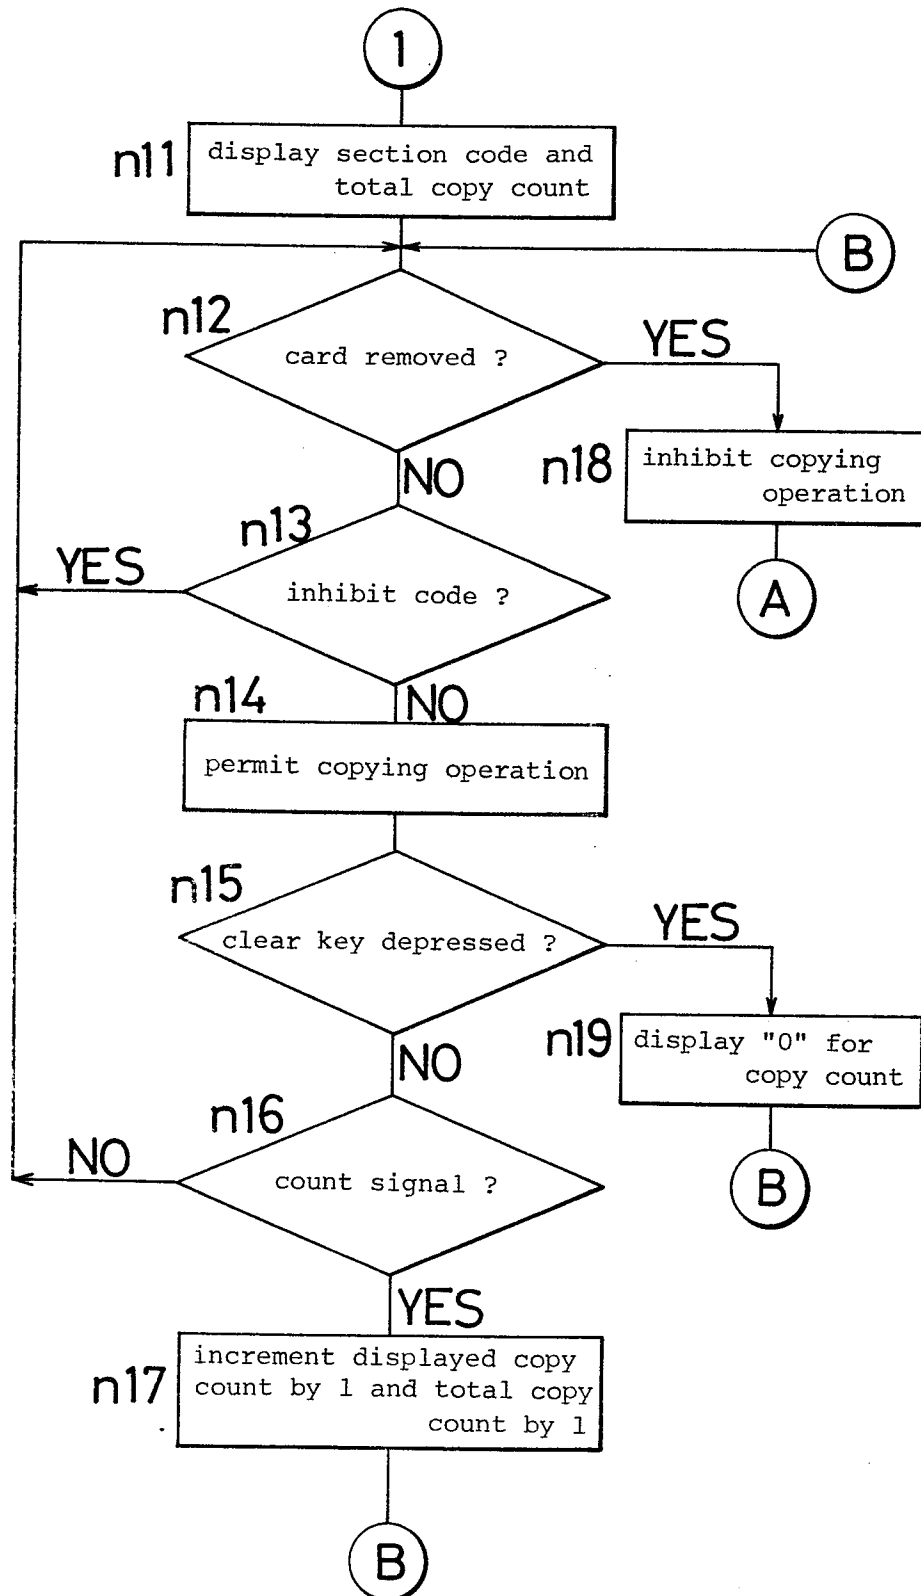 1
n11
display section code and
total copy count
B
n12
card removed ?
YES
NO
n18
inhibit copying
operation
A
n13
inhibit code ?
YES
NO
n14
permit copying operation
n15
clear key depressed ?
YES
NO
n19
display "0" for
copy count
B
n16
count signal ?
NO
YES
n17
increment displayed copy
count by 1 and total copy
count by 1
B